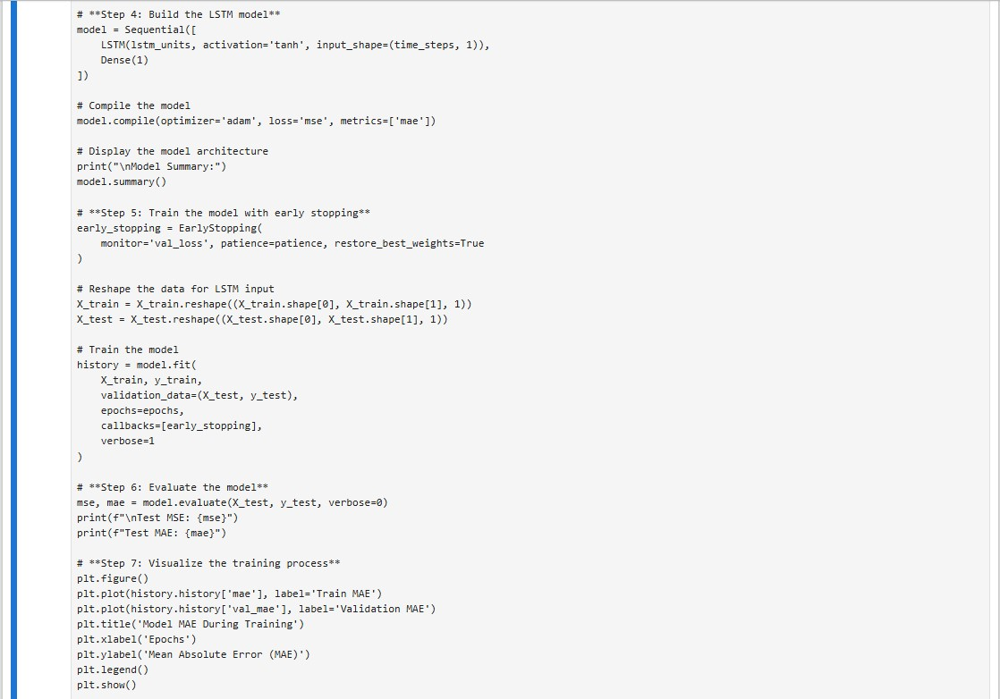 # **Step 4: Build the LSTM model**
model = Sequential([
    LSTM(lstm_units, activation='tanh', input_shape=(time_steps, 1)),
    Dense(1)
])
# Compile the model
model.compile(optimizer='adam', loss='mse', metrics=['mae'])
# Display the model architecture
print("\nModel Summary:")
model.summary()
# **Step 5: Train the model with early stopping**
early_stopping = EarlyStopping(
    monitor='val_loss', patience=patience, restore_best_weights=True
)
# Reshape the data for LSTM input
X_train = X_train.reshape((X_train.shape[0], X_train.shape[1], 1))
X_test = X_test.reshape((X_test.shape[0], X_test.shape[1], 1))
# Train the model
history = model.fit(
    X_train, y_train,
    validation_data=(X_test, y_test),
    epochs=epochs,
    callbacks=[early_stopping],
    verbose=1
)
# **Step 6: Evaluate the model**
mse, mae = model.evaluate(X_test, y_test, verbose=0)
print(f"\nTest MSE: {mse}")
print(f"Test MAE: {mae}")
# **Step 7: Visualize the training process**
plt.figure()
plt.plot(history.history['mae'], label='Train MAE')
plt.plot(history.history['val_mae'], label='Validation MAE')
plt.title('Model MAE During Training')
plt.xlabel('Epochs')
plt.ylabel('Mean Absolute Error (MAE)')
plt.legend()
plt.show()